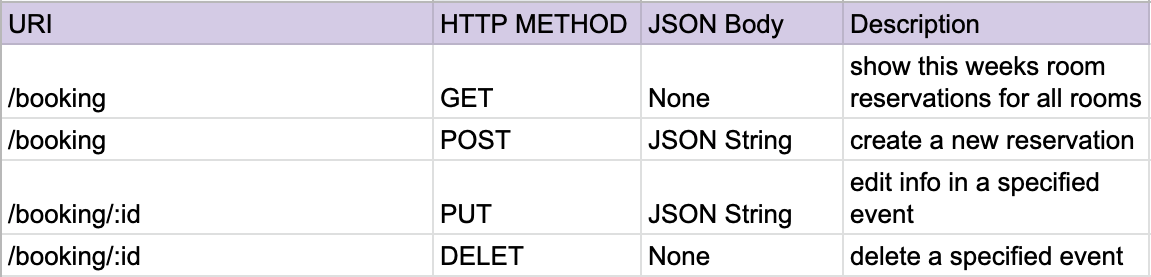 URI HTTP METHOD JSON Body Description
show this weeks room
/booking GET None reservations for all rooms
/booking POST JSON String create a new reservation
edit info in a specified
/booking/:id PUT JSON String event
/booking/:id DELET None delete a specified event